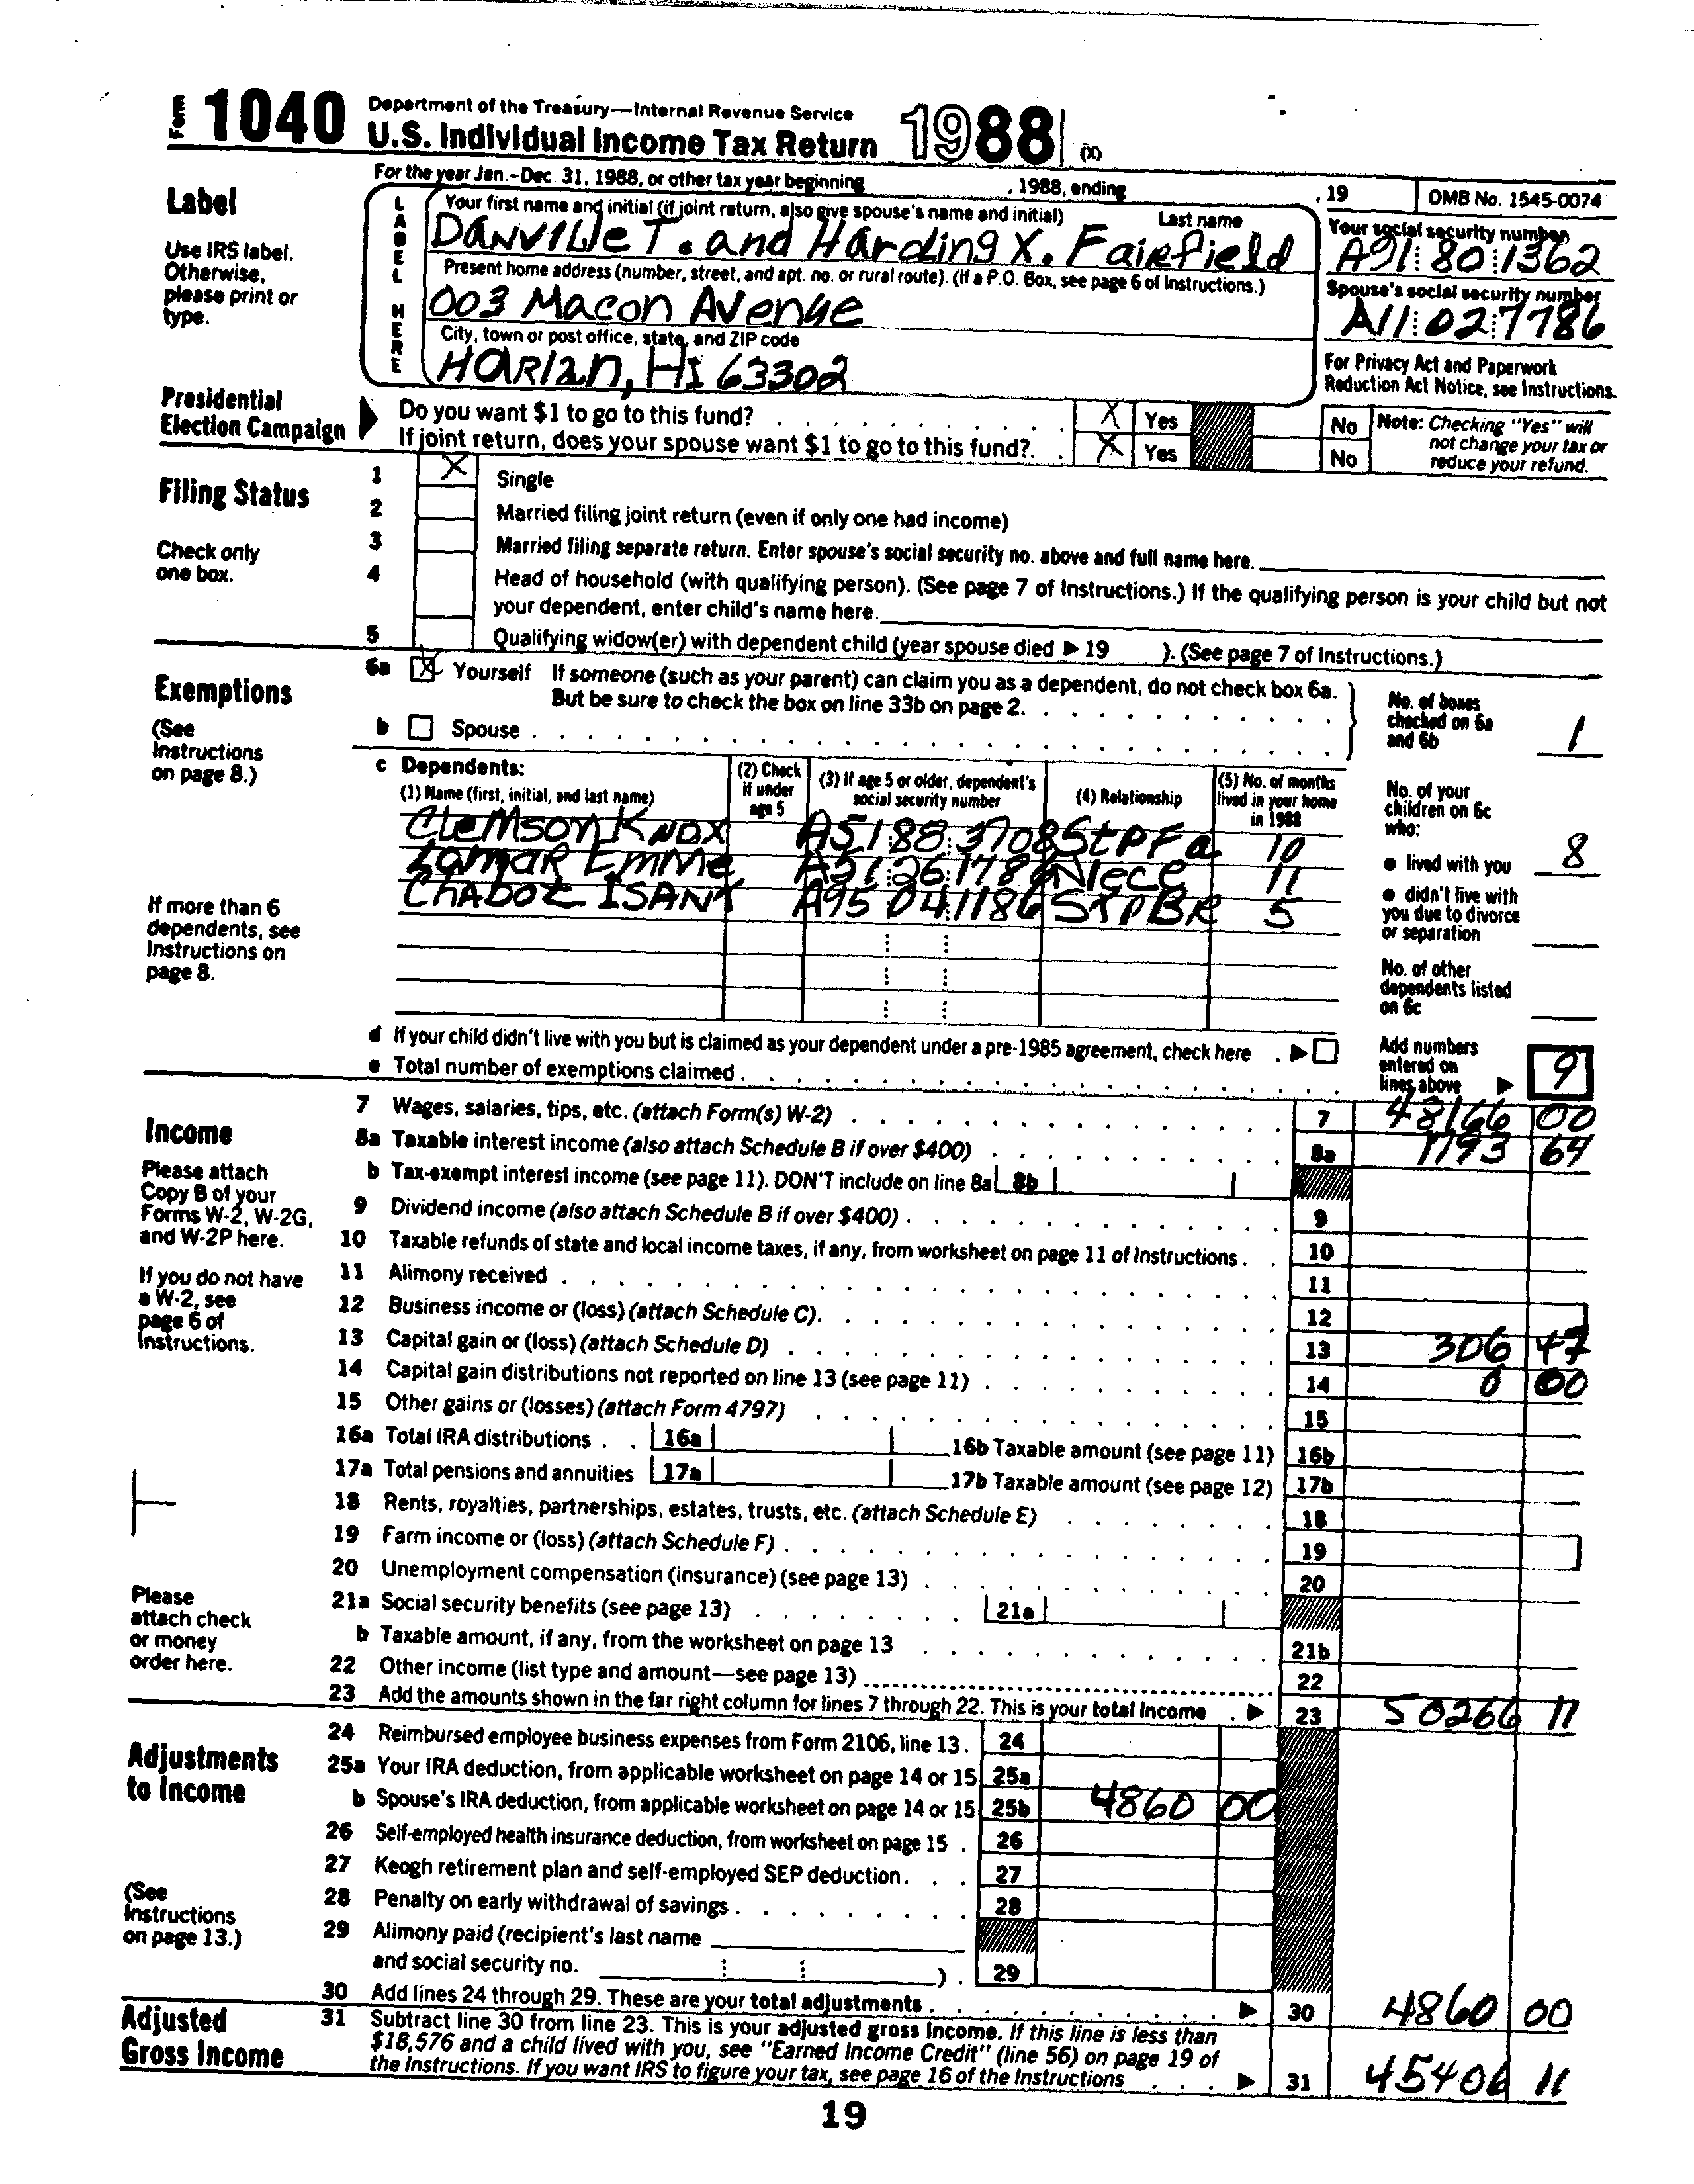 Form 1040 Department of the Treasury—Internal Revenue Service
U.S. Individual Income Tax Return 1988 (X)
For the year Jan.-Dec. 31, 1988, or other tax year beginning , 1988, ending , 19 OMB No. 1545-0074
Label
Use IRS label. Otherwise, please print or type.
LABEL HERE
Your first name and initial (if joint return, also give spouse's name and initial) Last name
DANVILLE T. and Harding X. Fairfield
Your social security number
A91 80 1362
Present home address (number, street, and apt. no. or rural route). (If a P.O. Box, see page 6 of Instructions.)
003 Macon Avenue
Spouse's social security number
A11 02 7786
City, town or post office, state, and ZIP code
HARlan, HI 63302
For Privacy Act and Paperwork Reduction Act Notice, see Instructions.
Presidential Election Campaign
Do you want $1 to go to this fund? X Yes No
If joint return, does your spouse want $1 to go to this fund?. X Yes No
Note: Checking "Yes" will not change your tax or reduce your refund.
Filing Status
Check only one box.
1 X Single
2 Married filing joint return (even if only one had income)
3 Married filing separate return. Enter spouse's social security no. above and full name here.
4 Head of household (with qualifying person). (See page 7 of Instructions.) If the qualifying person is your child but not
your dependent, enter child's name here.
5 Qualifying widow(er) with dependent child (year spouse died ▶ 19 ). (See page 7 of Instructions.)
Exemptions
(See Instructions on page 8.)
6a X Yourself If someone (such as your parent) can claim you as a dependent, do not check box 6a.
But be sure to check the box on line 33b on page 2.
b Spouse
No. of boxes checked on 6a and 6b 1
c Dependents:
(1) Name (first, initial, and last name) (2) Check if under age 5 (3) If age 5 or older, dependent's social security number (4) Relationship (5) No. of months lived in your home in 1988
Clemson Knox A51 88 3708 StPFa 10
Lamar Emme A31 26 1786 Niece 11
Chabot ISANT A95 04 1186 STPBR 5
If more than 6 dependents, see Instructions on page 8.
No. of your children on 6c who:
• lived with you 8
• didn't live with you due to divorce or separation
No. of other dependents listed on 6c
d If your child didn't live with you but is claimed as your dependent under a pre-1985 agreement, check here ▶
e Total number of exemptions claimed
Add numbers entered on lines above ▶ 9
Income
Please attach Copy B of your Forms W-2, W-2G, and W-2P here.
If you do not have a W-2, see page 6 of Instructions.
Please attach check or money order here.
7 Wages, salaries, tips, etc. (attach Form(s) W-2) 7 48166 00
8a Taxable interest income (also attach Schedule B if over $400) 8a 1793 64
b Tax-exempt interest income (see page 11). DON'T include on line 8a 8b
9 Dividend income (also attach Schedule B if over $400) 9
10 Taxable refunds of state and local income taxes, if any, from worksheet on page 11 of Instructions 10
11 Alimony received 11
12 Business income or (loss) (attach Schedule C) 12
13 Capital gain or (loss) (attach Schedule D) 13 306 47
14 Capital gain distributions not reported on line 13 (see page 11) 14 0 00
15 Other gains or (losses) (attach Form 4797) 15
16a Total IRA distributions 16a 16b Taxable amount (see page 11) 16b
17a Total pensions and annuities 17a 17b Taxable amount (see page 12) 17b
18 Rents, royalties, partnerships, estates, trusts, etc. (attach Schedule E) 18
19 Farm income or (loss) (attach Schedule F) 19
20 Unemployment compensation (insurance) (see page 13) 20
21a Social security benefits (see page 13) 21a
b Taxable amount, if any, from the worksheet on page 13 21b
22 Other income (list type and amount—see page 13) 22
23 Add the amounts shown in the far right column for lines 7 through 22. This is your total income ▶ 23 50266 11
Adjustments to Income
(See Instructions on page 13.)
24 Reimbursed employee business expenses from Form 2106, line 13. 24
25a Your IRA deduction, from applicable worksheet on page 14 or 15 25a
b Spouse's IRA deduction, from applicable worksheet on page 14 or 15 25b 4860 00
26 Self-employed health insurance deduction, from worksheet on page 15 26
27 Keogh retirement plan and self-employed SEP deduction 27
28 Penalty on early withdrawal of savings 28
29 Alimony paid (recipient's last name
and social security no. ) 29
30 Add lines 24 through 29. These are your total adjustments ▶ 30 4860 00
Adjusted Gross Income
31 Subtract line 30 from line 23. This is your adjusted gross income. If this line is less than
$18,576 and a child lived with you, see "Earned Income Credit" (line 56) on page 19 of
the Instructions. If you want IRS to figure your tax, see page 16 of the Instructions ▶ 31 45406 11
19